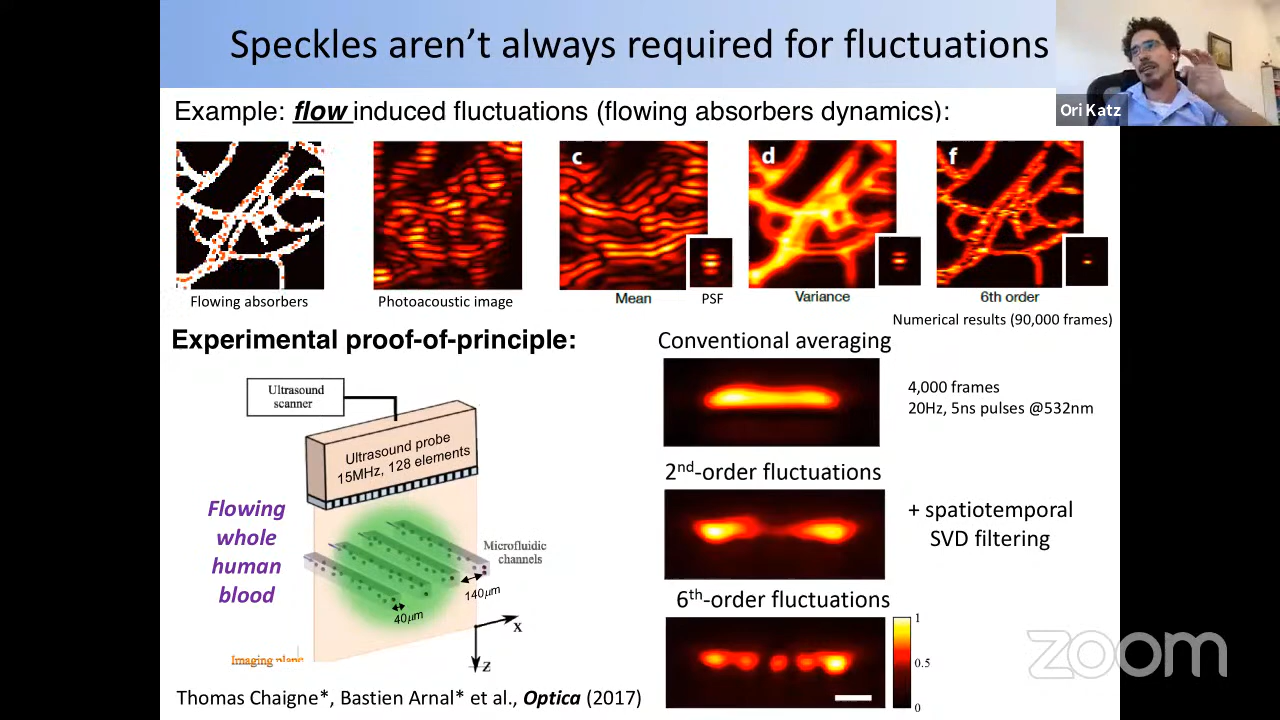 Speckles aren't always required for fluctuations
Ori Katz
Example: flow induced fluctuations (flowing absorbers dynamics):
c
d
f
Flowing absorbers
Photoacoustic image
Mean
PSF
Variance
6th order
Numerical results (90,000 frames)
Experimental proof-of-principle:
Conventional averaging
Ultrasound
scanner
4,000 frames
20Hz, 5ns pulses @532nm
Ultrasound probe
15MHz, 128 elements
2nd-order fluctuations
Flowing
whole
human
blood
+ spatiotemporal
SVD filtering
Microfluidic
channels
140μm
40μm
x
z
Imaging plane
6th-order fluctuations
1
0.5
0
zoom
Thomas Chaigne*, Bastien Arnal* et al., Optica (2017)